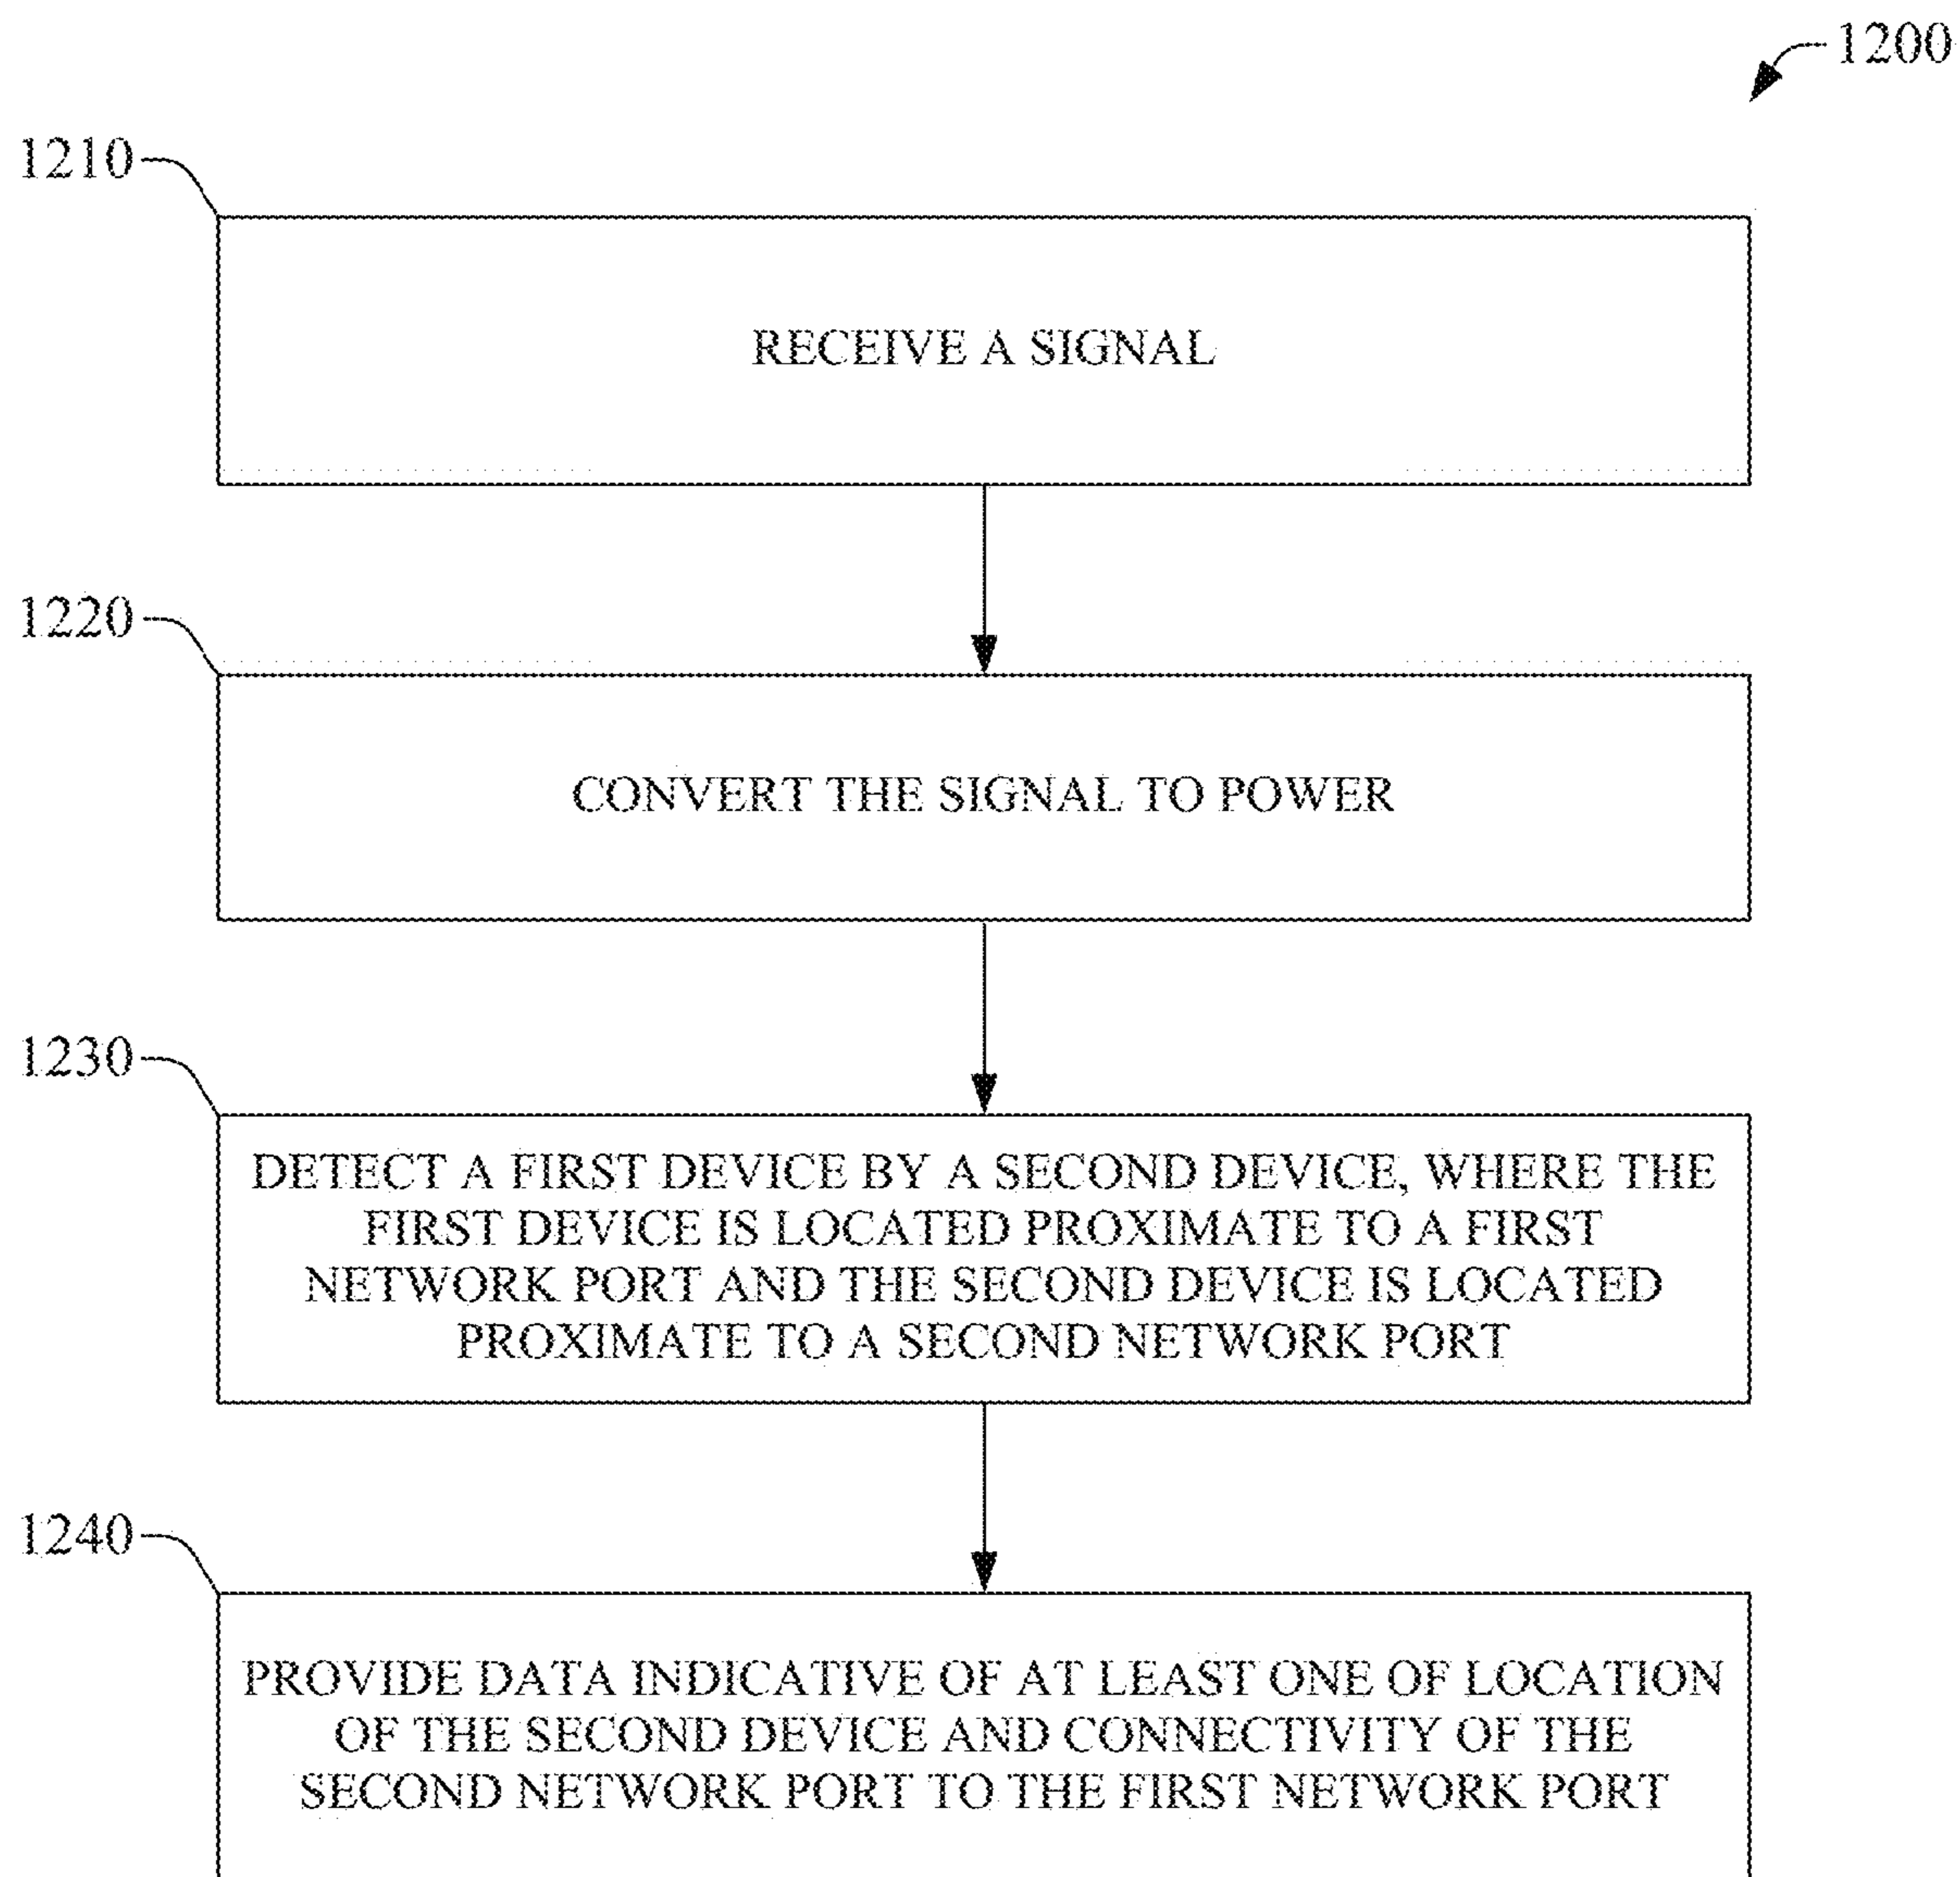 1200
1210
RECEIVE A SIGNAL
1220
CONVERT THE SIGNAL TO POWER
1230
DETECT A FIRST DEVICE BY A SECOND DEVICE, WHERE THE
FIRST DEVICE IS LOCATED PROXIMATE TO A FIRST
NETWORK PORT AND THE SECOND DEVICE IS LOCATED
PROXIMATE TO A SECOND NETWORK PORT
1240
PROVIDE DATA INDICATIVE OF AT LEAST ONE OF LOCATION
OF THE SECOND DEVICE AND CONNECTIVITY OF THE
SECOND NETWORK PORT TO THE FIRST NETWORK PORT